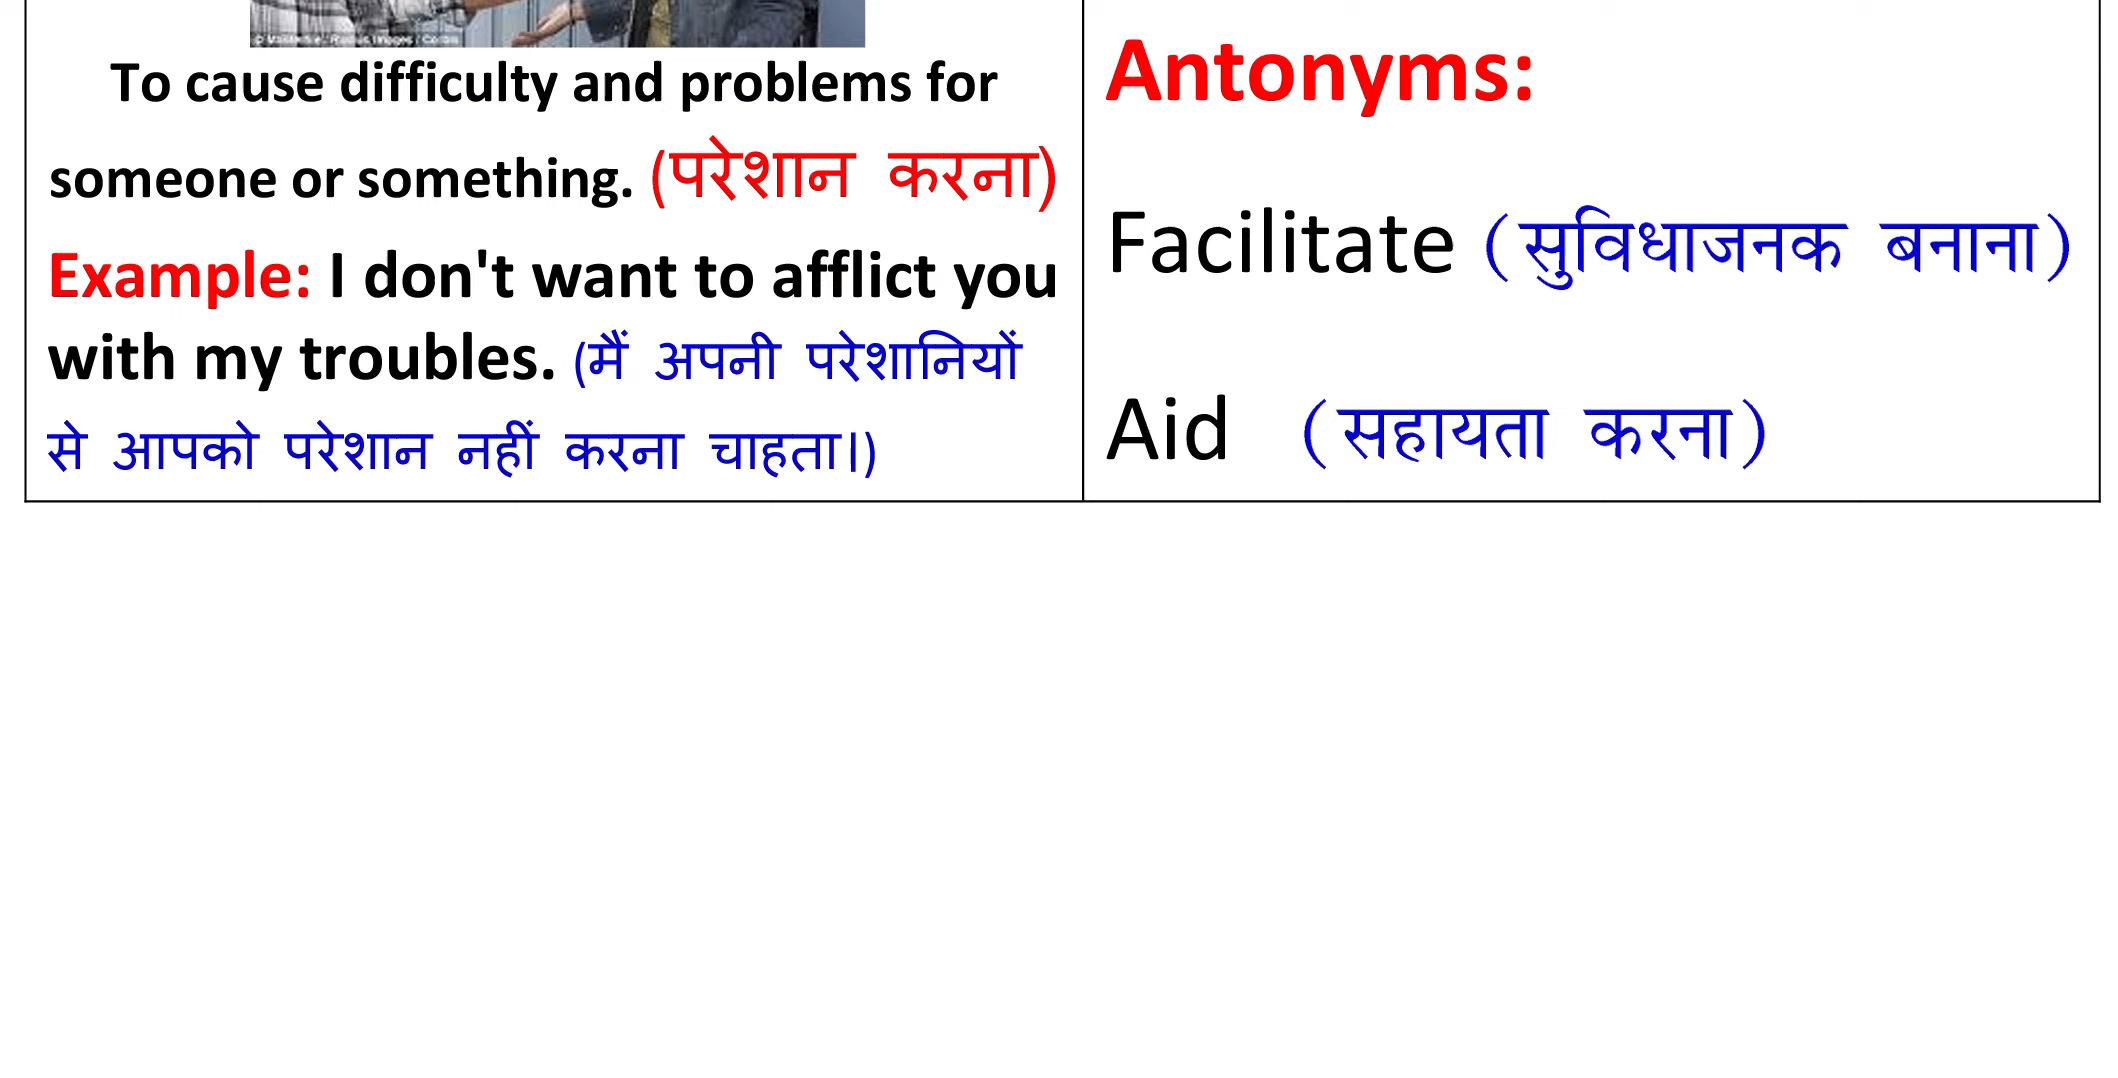 To cause difficulty and problems for
someone or something. (परेशान करना)
Example: I don't want to afflict you
with my troubles. (मैं अपनी परेशानियों
से आपको परेशान नहीं करना चाहता।)
Antonyms:
Facilitate (सुविधाजनक बनाना)
Aid (सहायता करना)